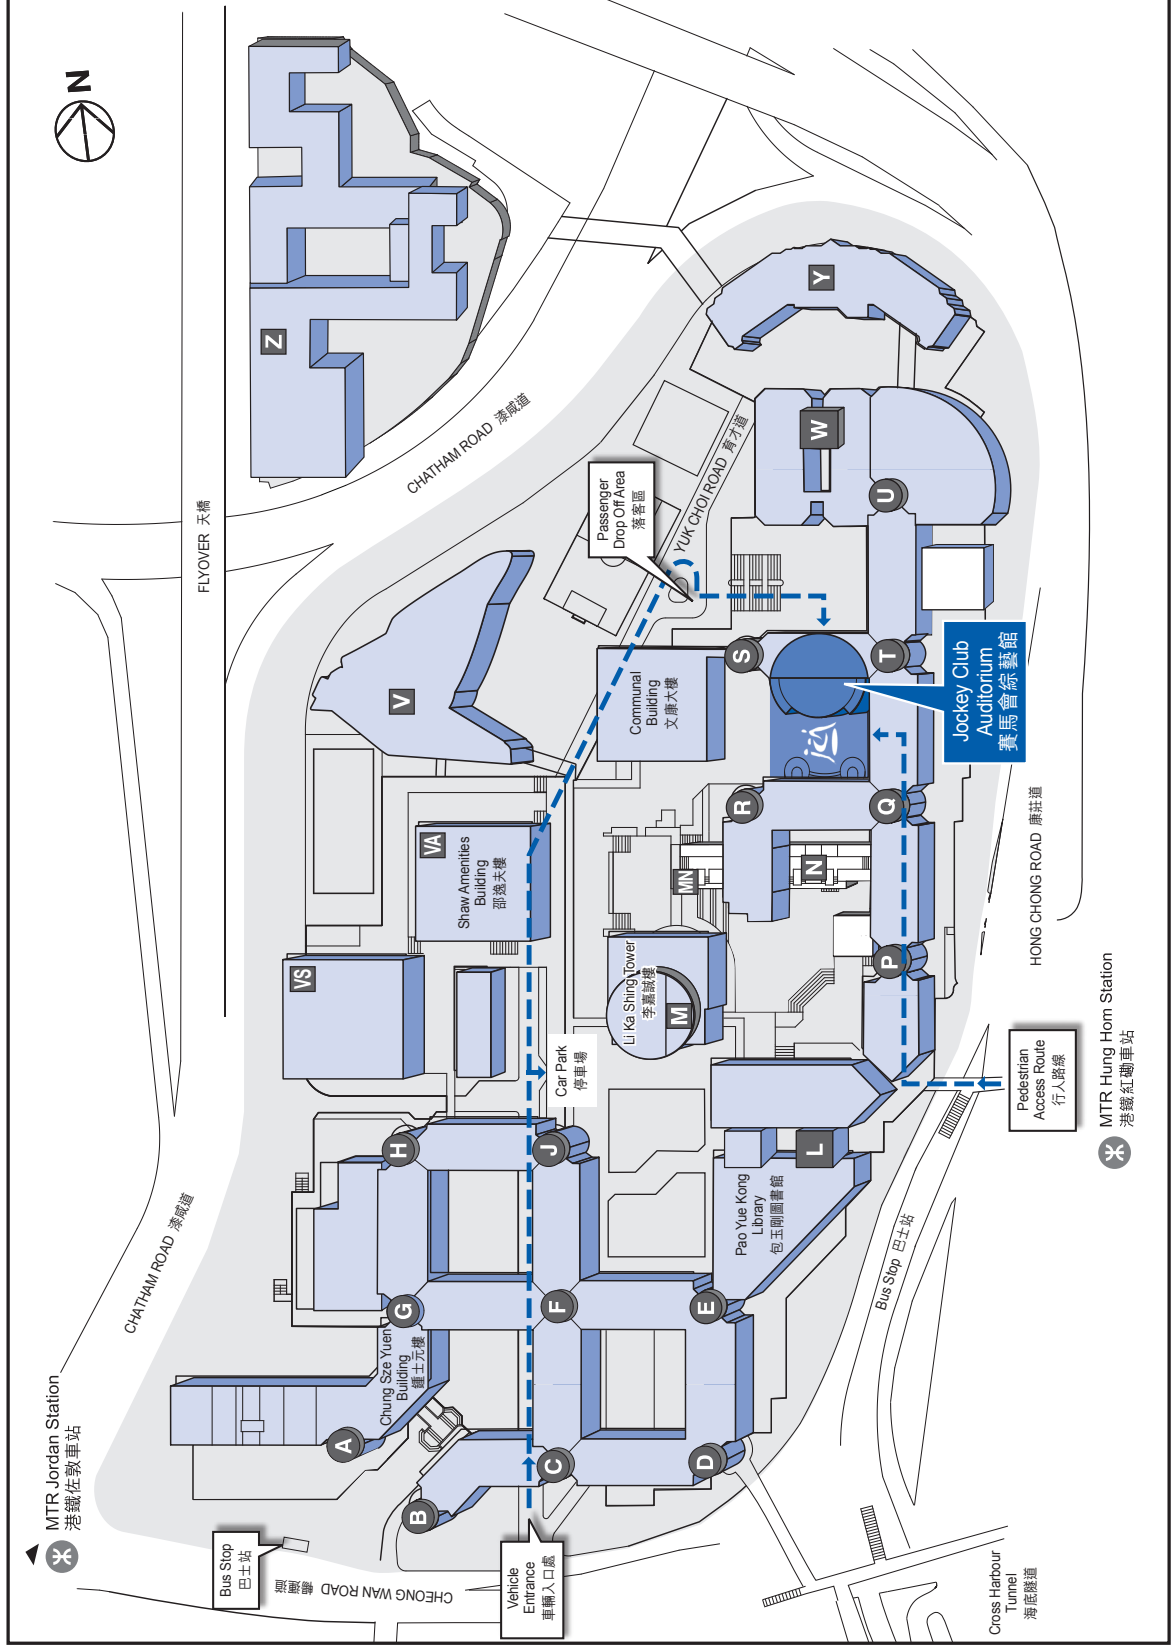 MTR Jordan Station
港鐵佐敦車站
CHATHAM ROAD 漆咸道
FLYOVER 天橋
N
Z
CHATHAM ROAD 漆咸道
Bus Stop
巴士站
A
Chung Sze Yuen
Building
鍾士元樓
G
H
VS
VA
Shaw Amenities
Building
邵逸夫樓
V
B
CHEONG WAN ROAD 暢運道
Vehicle
Entrance
車輛入口處
C
F
J
Car Park
停車場
Li Ka Shing Tower
李嘉誠樓
M
MN
Communal
Building
文康大樓
Passenger
Drop Off Area
落客區
YUK CHOI ROAD 育才道
D
E
Pao Yue Kong
Library
包玉剛圖書館
L
N
R
S
W
Y
P
Q
T
U
Jockey Club
Auditorium
賽馬會綜藝館
Bus Stop 巴士站
Cross Harbour
Tunnel
海底隧道
Pedestrian
Access Route
行人路線
HONG CHONG ROAD 康莊道
MTR Hung Hom Station
港鐵紅磡車站